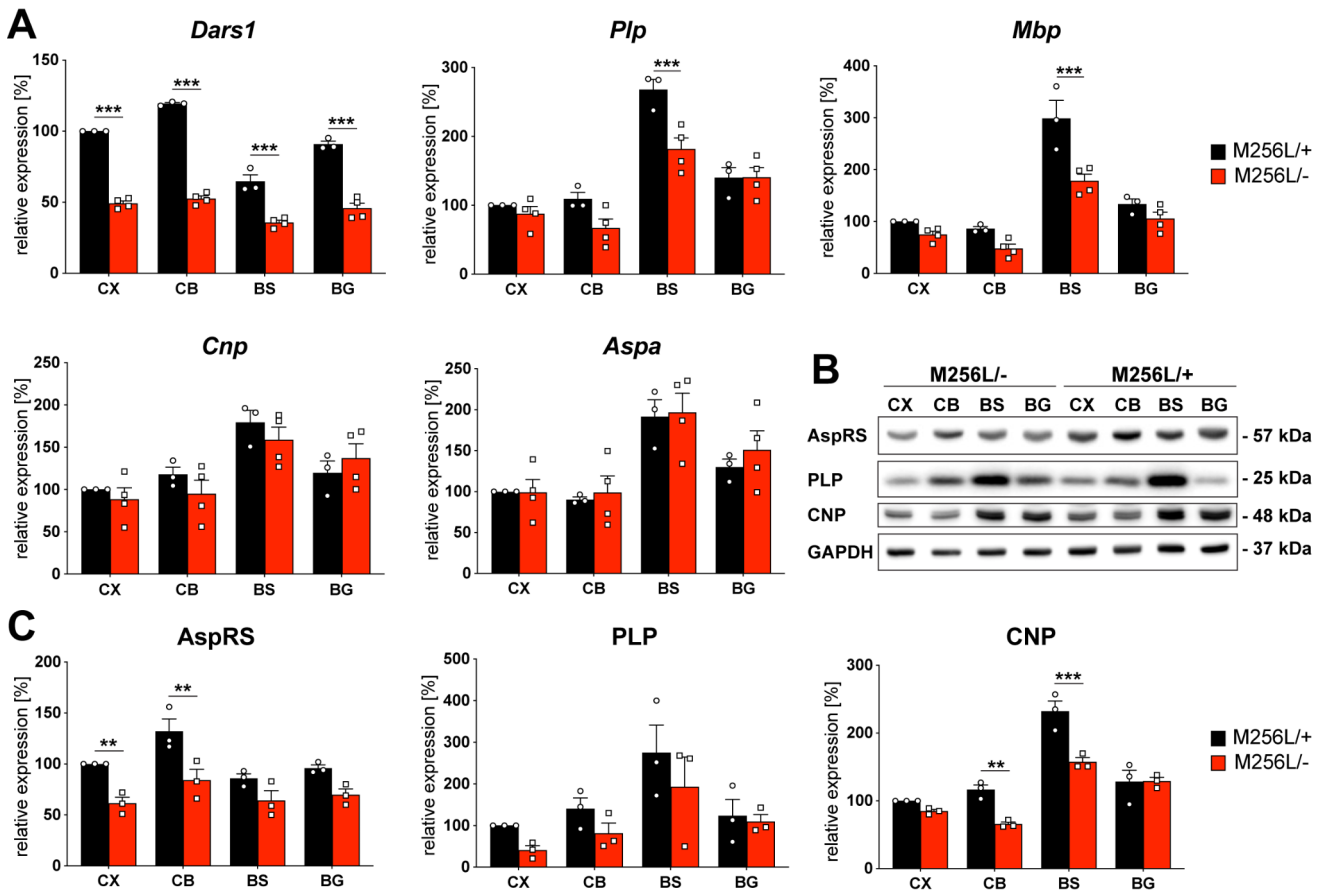 A
Dars1
relative expression [%]
150
100
50
0
***
***
***
***
CX CB BS BG
Plp
relative expression [%]
300
200
100
0
***
CX CB BS BG
Mbp
relative expression [%]
400
300
200
100
0
***
CX CB BS BG
M256L/+
M256L/-
Cnp
relative expression [%]
250
200
150
100
50
0
CX CB BS BG
Aspa
relative expression [%]
250
200
150
100
50
0
CX CB BS BG
B
M256L/- M256L/+
CX CB BS BG CX CB BS BG
AspRS - 57 kDa
PLP - 25 kDa
CNP - 48 kDa
GAPDH - 37 kDa
C
AspRS
relative expression [%]
200
150
100
50
0
**
**
CX CB BS BG
PLP
relative expression [%]
500
400
300
200
100
0
CX CB BS BG
CNP
relative expression [%]
300
200
100
0
**
***
CX CB BS BG
M256L/+
M256L/-